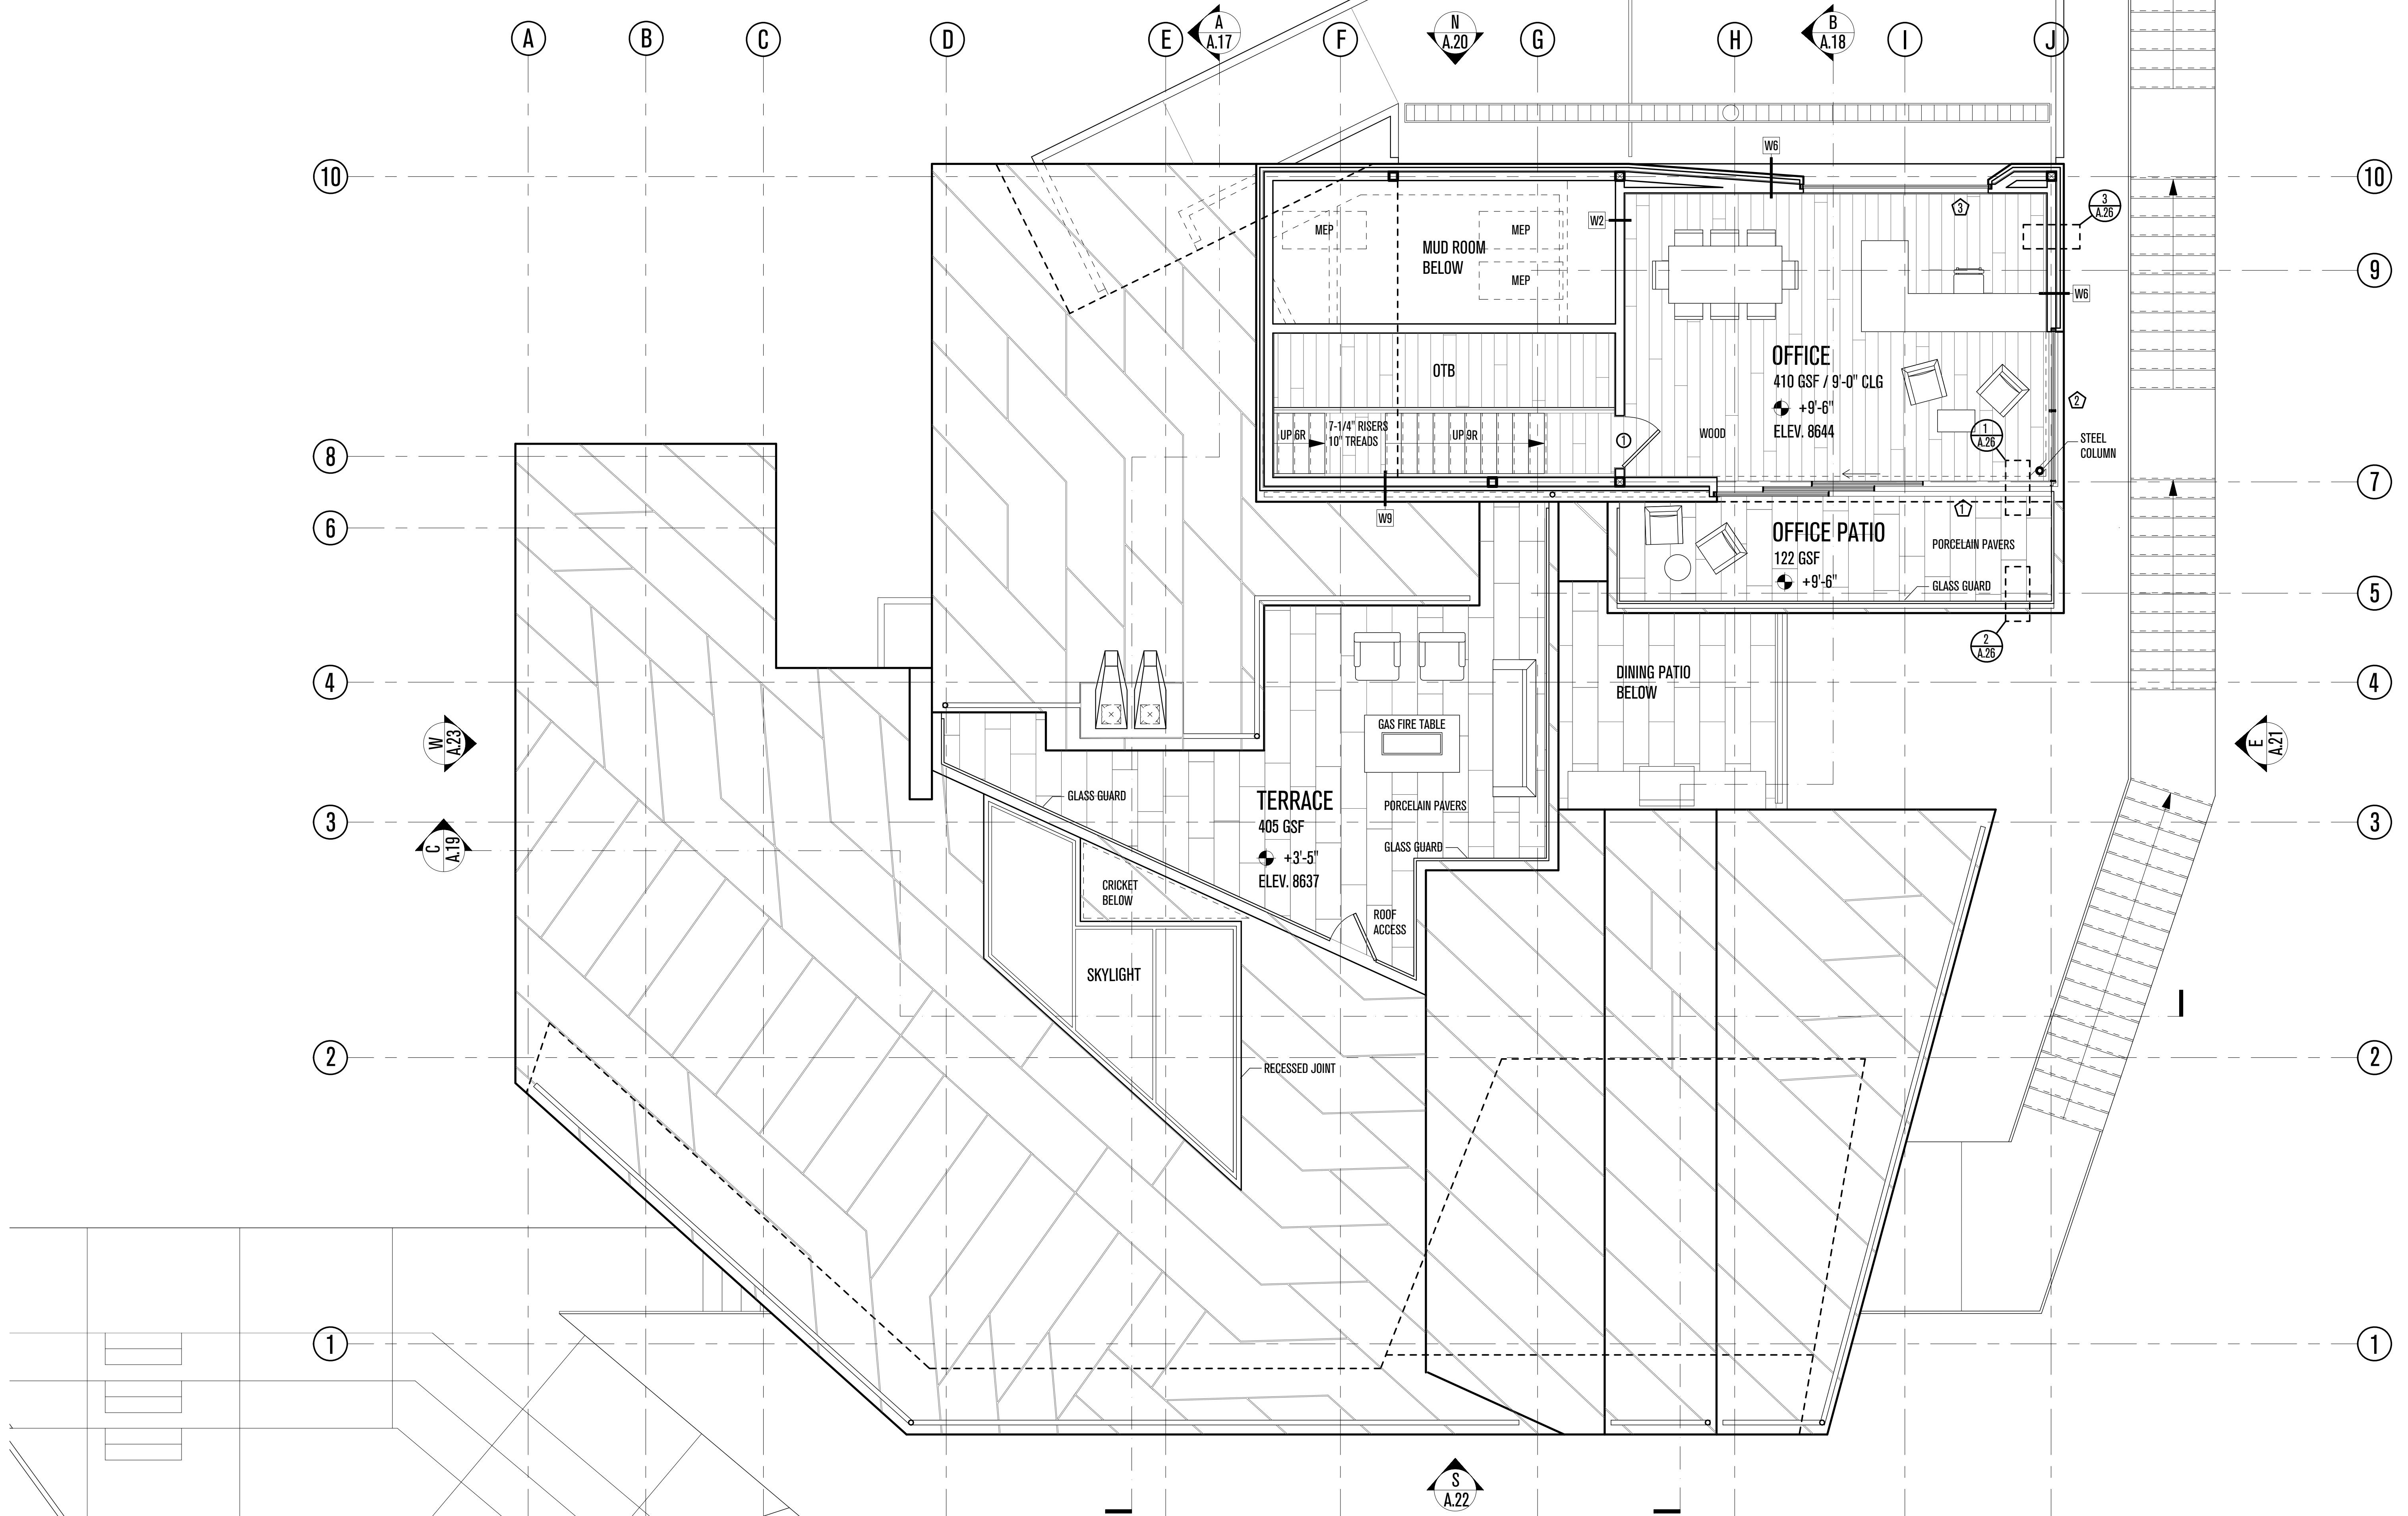 A
B
C
D
E
A
A.17
F
N
A.20
G
H
B
A.18
I
J
10
W6
10
MEP
MUD ROOM
BELOW
MEP
W2
3
3
A.26
9
MEP
W6
OTB
OFFICE
410 GSF / 9'-0" CLG
+9'-6"
ELEV. 8644
2
8
UP 6R
7-1/4" RISERS
10" TREADS
UP 9R
1
WOOD
1
A.26
STEEL
COLUMN
7
W9
1
6
OFFICE PATIO
122 GSF
+9'-6"
PORCELAIN PAVERS
GLASS GUARD
5
2
A.26
4
DINING PATIO
BELOW
4
W
A.23
GAS FIRE TABLE
E
A.21
GLASS GUARD
TERRACE
405 GSF
+3'-5"
ELEV. 8637
PORCELAIN PAVERS
3
3
C
A.19
GLASS GUARD
CRICKET
BELOW
ROOF
ACCESS
SKYLIGHT
2
RECESSED JOINT
2
1
1
S
A.22